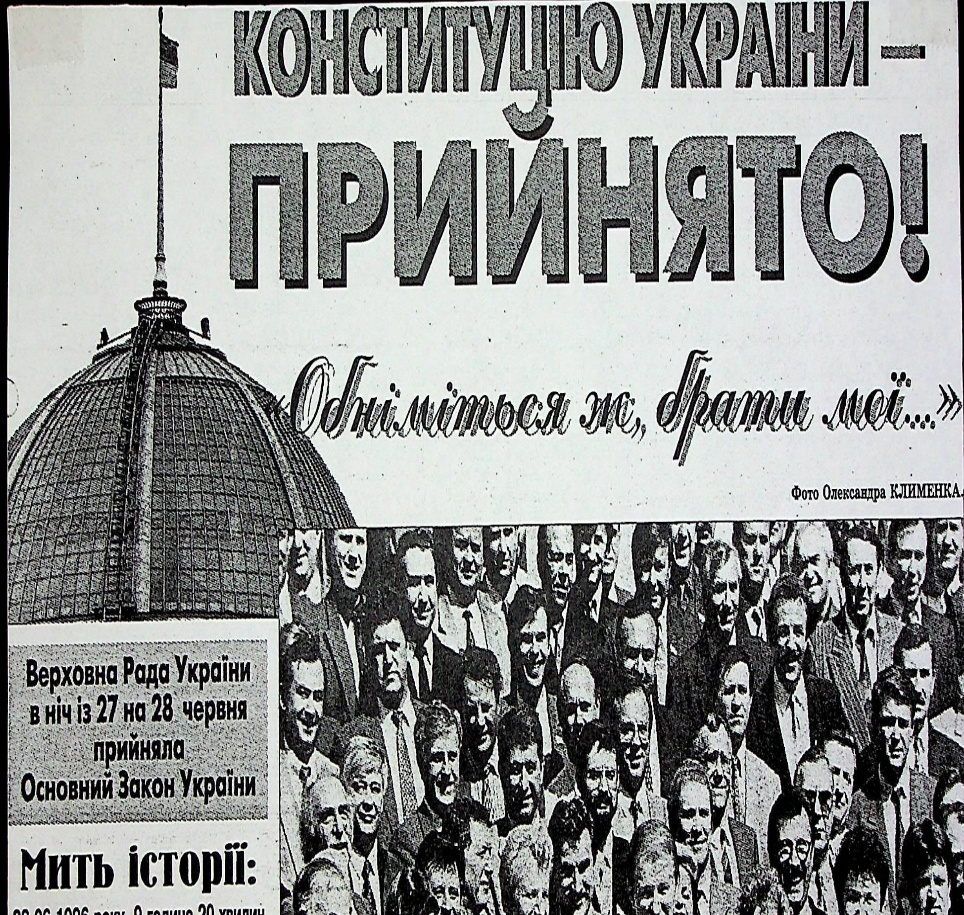 КОНСТИТУЦІЮ УКРАЇНИ –
ПРИЙНЯТО!
«Обніміться ж, брати мої...»
Фото Олександра КЛИМЕНКА.
Верховна Рада України
в ніч із 27 на 28 червня
прийняла
Основний Закон України
Мить історії:
28.06.1996 року, 9 година 20 хвилин